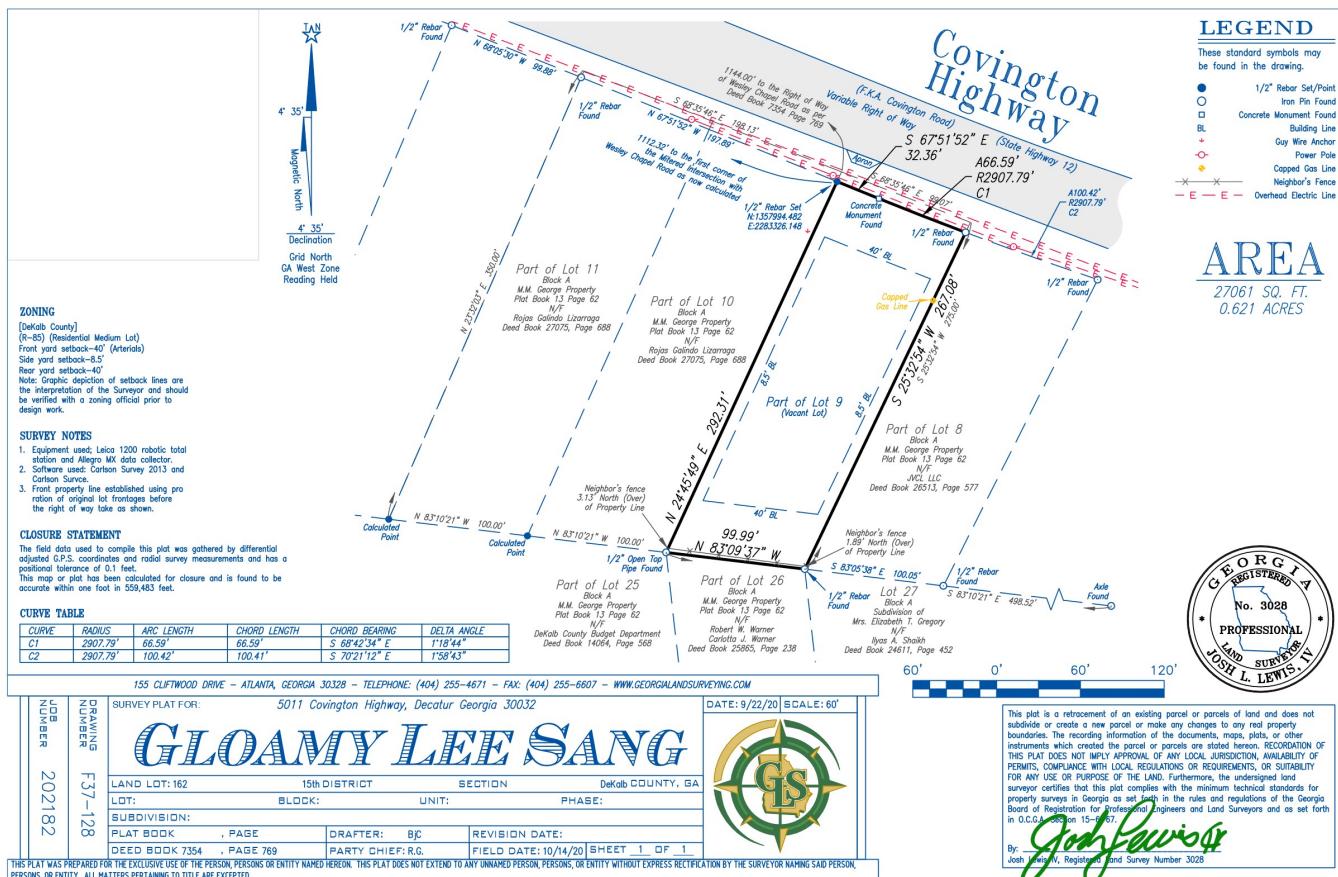 TAN
4° 35'
Magnetic North
4° 35'
Declination
Grid North
GA West Zone
Reading Held
1/2" Rebar
Found
N 68°05'30" W 99.88'
1/2" Rebar
Found
S 68°35'46" E 198.13'
N 67°51'52" W 197.89'
1144.00' to the Right of Way
of Wesley Chapel Road as per
Deed Book 7354 Page 769
1112.32' to the first corner of
the Mitered intersection with
Wesley Chapel Road as now calculated
Covington
Highway
(F.K.A. Covington Road)
Variable Right of Way
(State Highway 12)
Apron
S 67°51'52" E
32.36'
A66.59'
R2907.79'
C1
S 68°35'46" E 99.07'
A100.42'
R2907.79'
C2
1/2" Rebar Set
N:1357994.482
E:2283326.148
Concrete
Monument
Found
1/2" Rebar
Found
1/2" Rebar
Found
LEGEND
These standard symbols may
be found in the drawing.
1/2" Rebar Set/Point
Iron Pin Found
Concrete Monument Found
BL Building Line
Guy Wire Anchor
Power Pole
Capped Gas Line
Neighbor's Fence
E E Overhead Electric Line
AREA
27061 SQ. FT.
0.621 ACRES
N 23°32'03" E 350.00'
Part of Lot 11
Block A
M.M. George Property
Plat Book 13 Page 62
N/F
Rojas Galindo Lizarraga
Deed Book 27075, Page 688
Part of Lot 10
Block A
M.M. George Property
Plat Book 13 Page 62
N/F
Rojas Galindo Lizarraga
Deed Book 27075, Page 688
N 24°45'49" E 292.31'
40' BL
8.5' BL
Part of Lot 9
(Vacant Lot)
8.5' BL
40' BL
Capped
Gas Line
S 25°32'54" W 267.08'
S 25°32'54" W 275.00'
Part of Lot 8
Block A
M.M. George Property
Plat Book 13 Page 62
N/F
JVCL LLC
Deed Book 26513, Page 577
ZONING
[DeKalb County]
(R-85) (Residential Medium Lot)
Front yard setback-40' (Arterials)
Side yard setback-8.5'
Rear yard setback-40'
Note: Graphic depiction of setback lines are
the interpretation of the Surveyor and should
be verified with a zoning official prior to
design work.
SURVEY NOTES
1. Equipment used; Leica 1200 robotic total
station and Allegro MX data collector.
2. Software used: Carlson Survey 2013 and
Carlson Survce.
3. Front property line established using pro
ration of original lot frontages before
the right of way take as shown.
CLOSURE STATEMENT
The field data used to compile this plat was gathered by differential
adjusted G.P.S. coordinates and radial survey measurements and has a
positional tolerance of 0.1 feet.
This map or plat has been calculated for closure and is found to be
accurate within one foot in 559,483 feet.
Neighbor's fence
3.13' North (Over)
of Property Line
Calculated
Point
N 83°10'21" W 100.00'
Calculated
Point
N 83°10'21" W 100.00'
1/2" Open Top
Pipe Found
99.99'
N 83°09'37" W
Neighbor's fence
1.89' North (Over)
of Property Line
S 83°05'38" E 100.05'
1/2" Rebar
Found
1/2" Rebar
Found
S 83°10'21" E 498.52'
Axle
Found
Part of Lot 25
Block A
M.M. George Property
Plat Book 13 Page 62
N/F
DeKalb County Budget Department
Deed Book 14064, Page 568
Part of Lot 26
Block A
M.M. George Property
Plat Book 13 Page 62
N/F
Robert W. Warner
Carlotta J. Warner
Deed Book 25865, Page 238
Lot 27
Block A
Subdivision of
Mrs. Elizabeth T. Gregory
N/F
Ilyas A. Shaikh
Deed Book 24611, Page 452
CURVE TABLE
CURVE RADIUS ARC LENGTH CHORD LENGTH CHORD BEARING DELTA ANGLE
C1 2907.79' 66.59' 66.59' S 68°42'34" E 1°18'44"
C2 2907.79' 100.42' 100.41' S 70°21'12" E 1°58'43"
60' 0' 60' 120'
GEORGIA
REGISTERED
No. 3028
PROFESSIONAL
LAND SURVEYOR
JOSH L. LEWIS, IV
155 CLIFTWOOD DRIVE - ATLANTA, GEORGIA 30328 - TELEPHONE: (404) 255-4671 - FAX: (404) 255-6607 - WWW.GEORGIALANDSURVEYING.COM
JOB NUMBER 202182
DRAWING NUMBER F37-128
SURVEY PLAT FOR: 5011 Covington Highway, Decatur Georgia 30032
DATE: 9/22/20 SCALE: 60'
GLOAMY LEE SANG
LAND LOT: 162 15th DISTRICT SECTION DeKalb COUNTY, GA
LOT: BLOCK: UNIT: PHASE:
SUBDIVISION:
PLAT BOOK , PAGE DRAFTER: BJC REVISION DATE:
DEED BOOK 7354 , PAGE 769 PARTY CHIEF: R.G. FIELD DATE: 10/14/20 SHEET 1 OF 1
GLS
This plat is a retracement of an existing parcel or parcels of land and does not
subdivide or create a new parcel or make any changes to any real property
boundaries. The recording information of the documents, maps, plats, or other
instruments which created the parcel or parcels are stated hereon. RECORDATION OF
THIS PLAT DOES NOT IMPLY APPROVAL OF ANY LOCAL JURISDICTION, AVAILABILITY OF
PERMITS, COMPLIANCE WITH LOCAL REGULATIONS OR REQUIREMENTS, OR SUITABILITY
FOR ANY USE OR PURPOSE OF THE LAND. Furthermore, the undersigned land
surveyor certifies that this plat complies with the minimum technical standards for
property surveys in Georgia as set forth in the rules and regulations of the Georgia
Board of Registration for Professional Engineers and Land Surveyors and as set forth
in O.C.G.A. Section 15-6-67.
Josh Lewis IV
By:
Josh Lewis IV, Registered Land Survey Number 3028
THIS PLAT WAS PREPARED FOR THE EXCLUSIVE USE OF THE PERSON, PERSONS OR ENTITY NAMED HEREON. THIS PLAT DOES NOT EXTEND TO ANY UNNAMED PERSON, PERSONS, OR ENTITY WITHOUT EXPRESS RECTIFICATION BY THE SURVEYOR NAMING SAID PERSON,
PERSONS, OR ENTITY. ALL MATTERS PERTAINING TO TITLE ARE EXCEPTED.